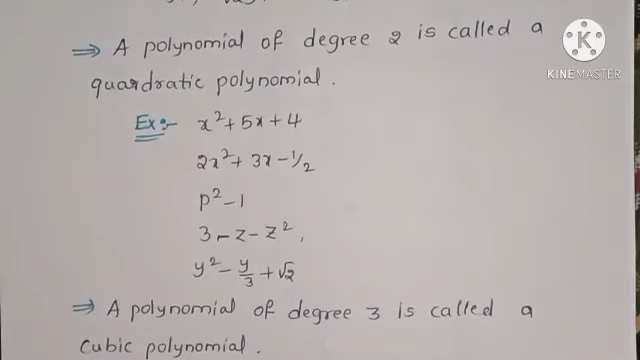 ⇒ A polynomial of degree 2 is called a
quardratic polynomial.
Ex:- x²+5x+4
2x²+3x-1/2
p²-1
3-z-z²,
y²-y/3+√2
⇒ A polynomial of degree 3 is called a
cubic polynomial.
K
KINEMASTER